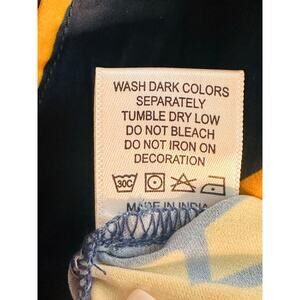 WASH DARK COLORS
SEPARATELY
TUMBLE DRY LOW
DO NOT BLEACH
DO NOT IRON ON
DECORATION
30C
MADE IN INDIA